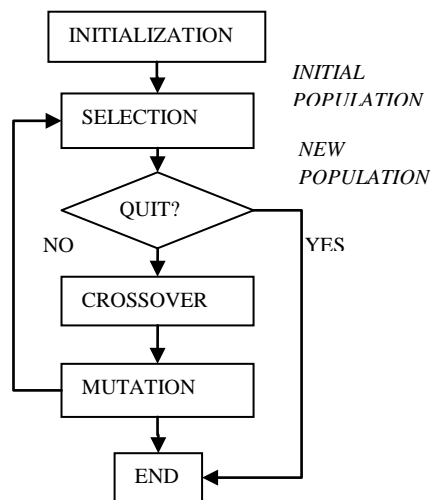 INITIALIZATION
INITIAL
POPULATION
SELECTION
NEW
POPULATION
QUIT?
NO
YES
CROSSOVER
MUTATION
END